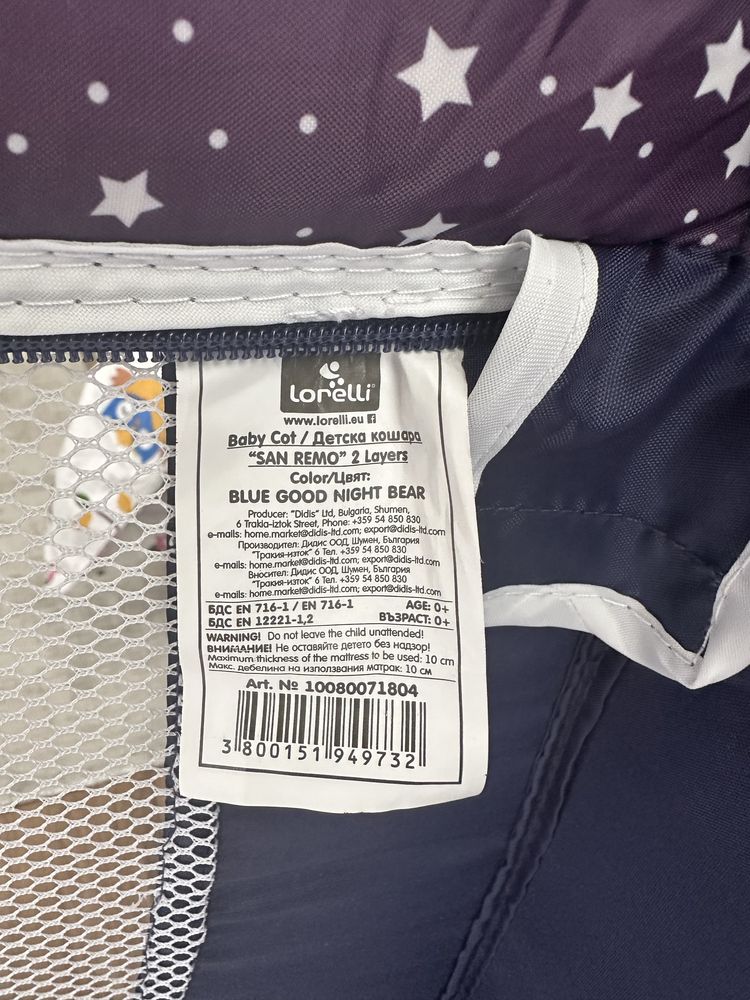 lorelli®
www.lorelli.eu
Baby Cot / Детска кошара
"SAN REMO" 2 Layers
Color/Цвят:
BLUE GOOD NIGHT BEAR
Producer: "Didis" Ltd, Bulgaria, Shumen,
6 Trakia-iztok Street, Phone: +359 54 850 830
e-mails: home.market@didis-ltd.com; export@didis-ltd.com
Производител: Дидис ООД, Шумен, България
"Тракия-изток" 6 Тел. +359 54 850 830
e-mails: home.market@didis-ltd.com; export@didis-ltd.com
Вносител: Дидис ООД, Шумен, България
"Тракия-изток" 6 Тел. +359 54 850 830
e-mails: home.market@didis-ltd.com; export@didis-ltd.com
БДС EN 716-1 / EN 716-1 AGE: 0+
БДС EN 12221-1,2 ВЪЗРАСТ: 0+
WARNING! Do not leave the child unattended!
ВНИМАНИЕ! Не оставяйте детето без надзор!
Maximum thickness of the mattress to be used: 10 cm
Макс. дебелина на използвания матрак: 10 см
Art. № 10080071804
3 800151 949732